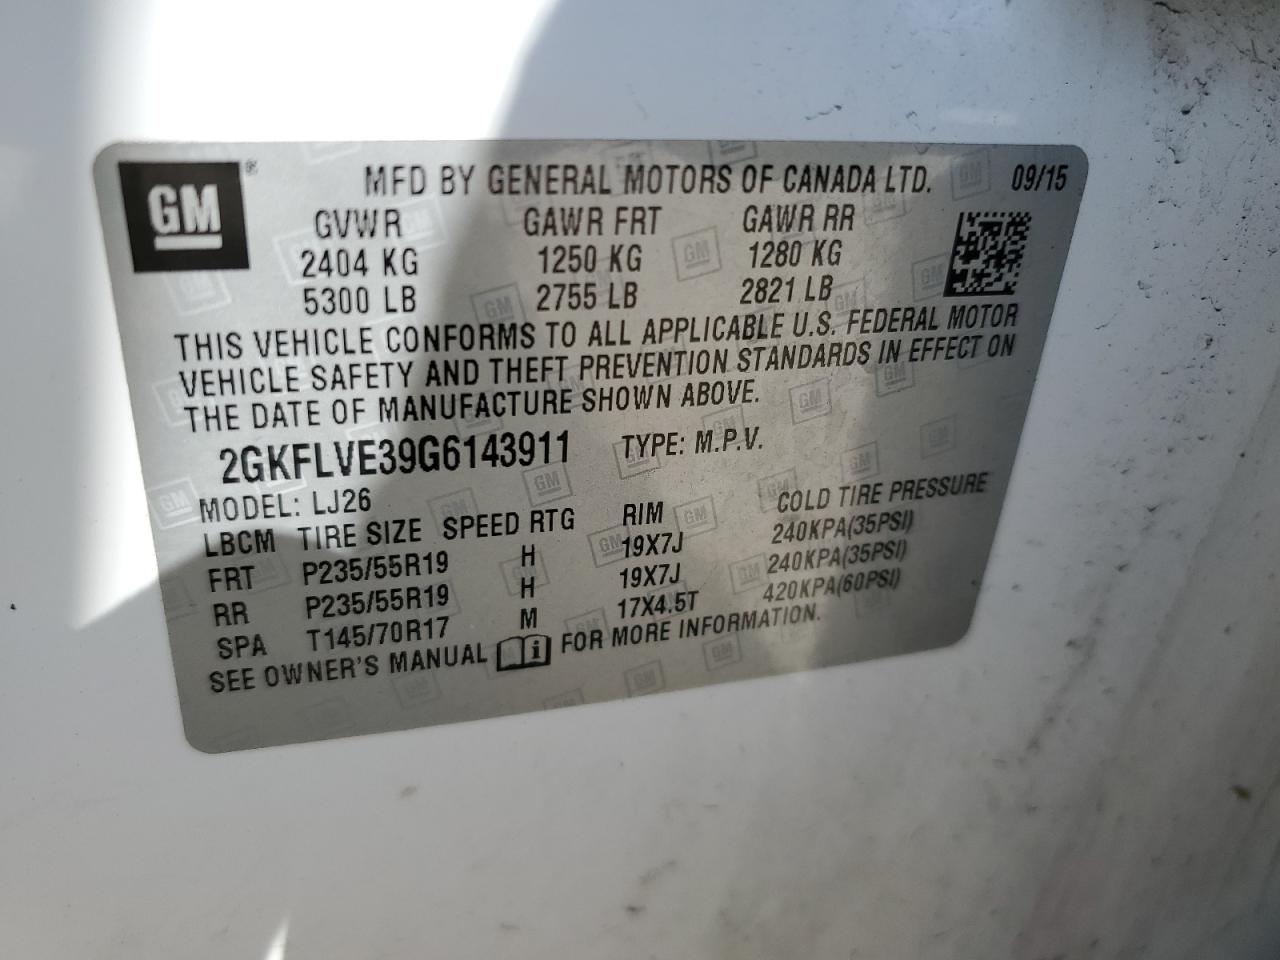 GM ® MFD BY GENERAL MOTORS OF CANADA LTD. 09/15
GVWR GAWR FRT GAWR RR
2404 KG 1250 KG 1280 KG
5300 LB 2755 LB 2821 LB
THIS VEHICLE CONFORMS TO ALL APPLICABLE U.S. FEDERAL MOTOR
VEHICLE SAFETY AND THEFT PREVENTION STANDARDS IN EFFECT ON
THE DATE OF MANUFACTURE SHOWN ABOVE.
2GKFLVE39G6143911 TYPE: M.P.V.
MODEL: LJ26
LBCM TIRE SIZE SPEED RTG RIM COLD TIRE PRESSURE
FRT P235/55R19 H 19X7J 240KPA(35PSI)
RR P235/55R19 H 19X7J 240KPA(35PSI)
SPA T145/70R17 M 17X4.5T 420KPA(60PSI)
SEE OWNER'S MANUAL i FOR MORE INFORMATION.